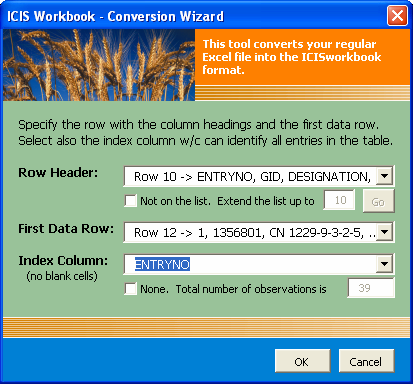 ICIS Workbook - Conversion Wizard
This tool converts your regular
Excel file into the ICISworkbook
format.
Specify the row with the column headings and the first data row.
Select also the index column w/c can identify all entries in the table.
Row Header: Row 10 -> ENTRYNO, GID, DESIGNATION,
Not on the list. Extend the list up to 10 Go
First Data Row: Row 12 -> 1, 1356801, CN 1229-9-3-2-5, ..
Index Column: ENTRYNO
(no blank cells)
None. Total number of observations is 39
OK Cancel